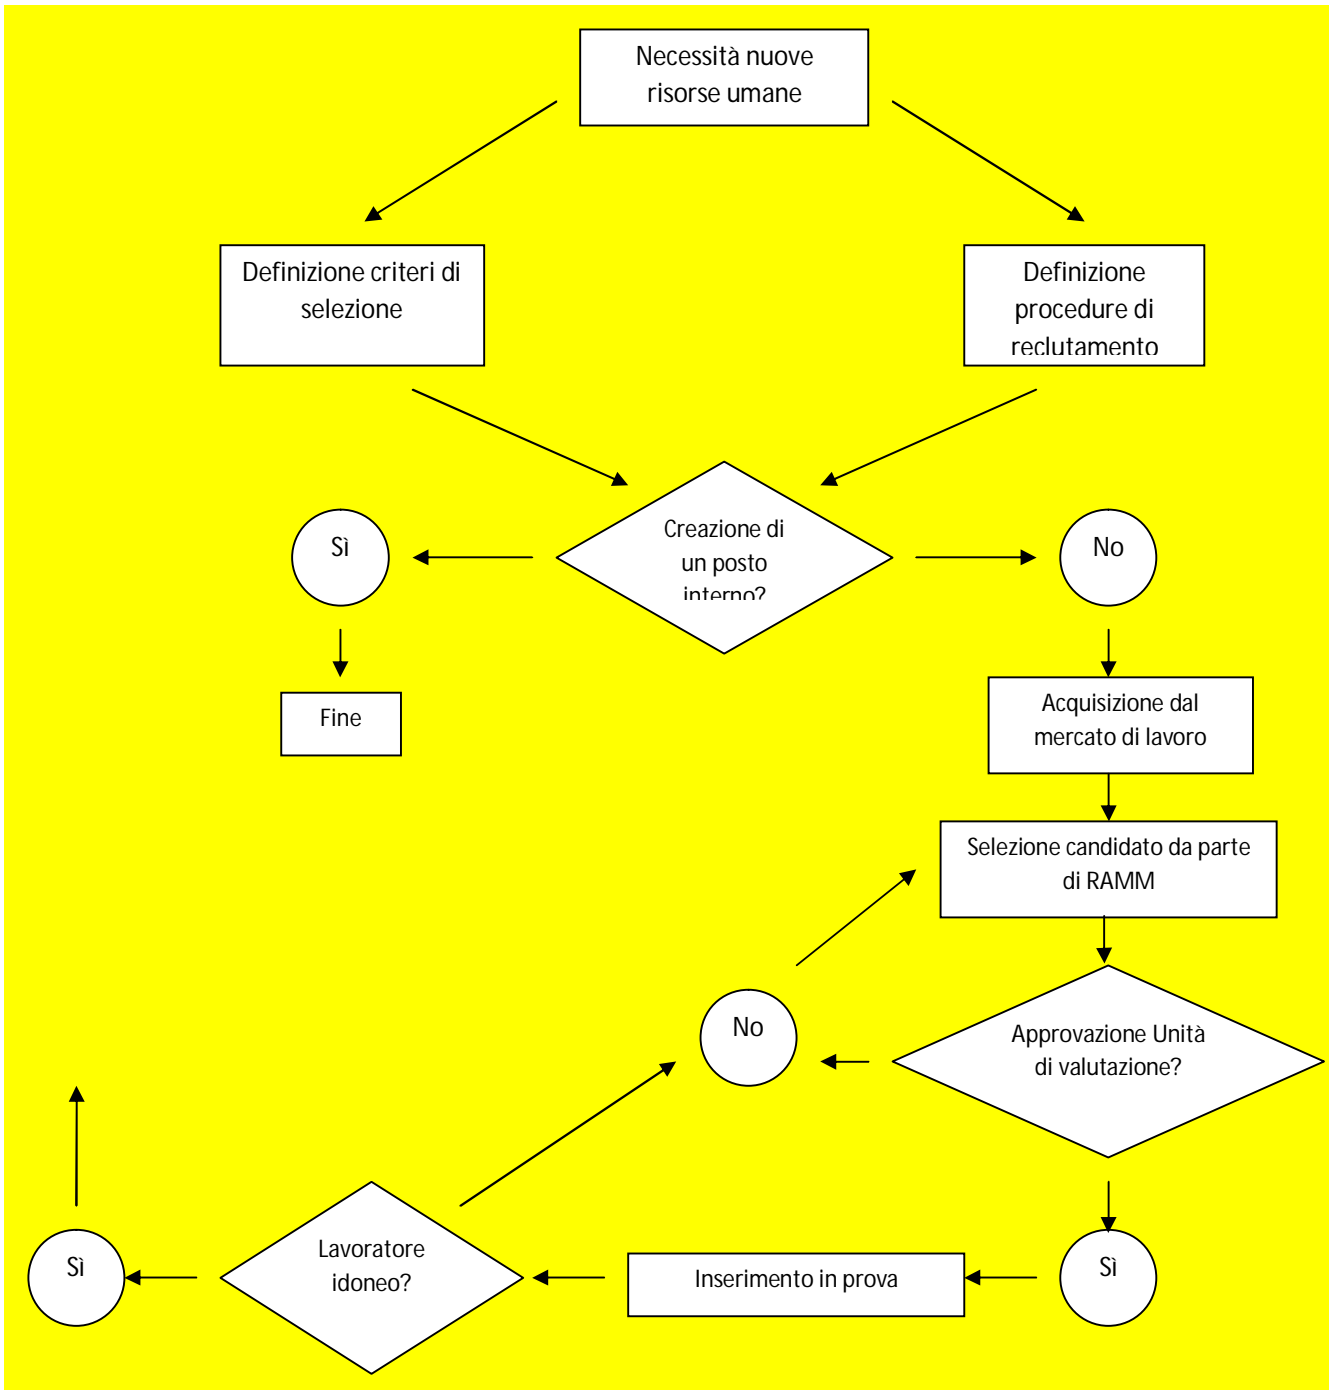 Necessità nuove
risorse umane
Definizione criteri di
selezione
Definizione
procedure di
reclutamento
Creazione di
un posto
interno?
Sì
No
Fine
Acquisizione dal
mercato di lavoro
Selezione candidato da parte
di RAMM
No
Approvazione Unità
di valutazione?
Sì
Lavoratore
idoneo?
Inserimento in prova
Sì